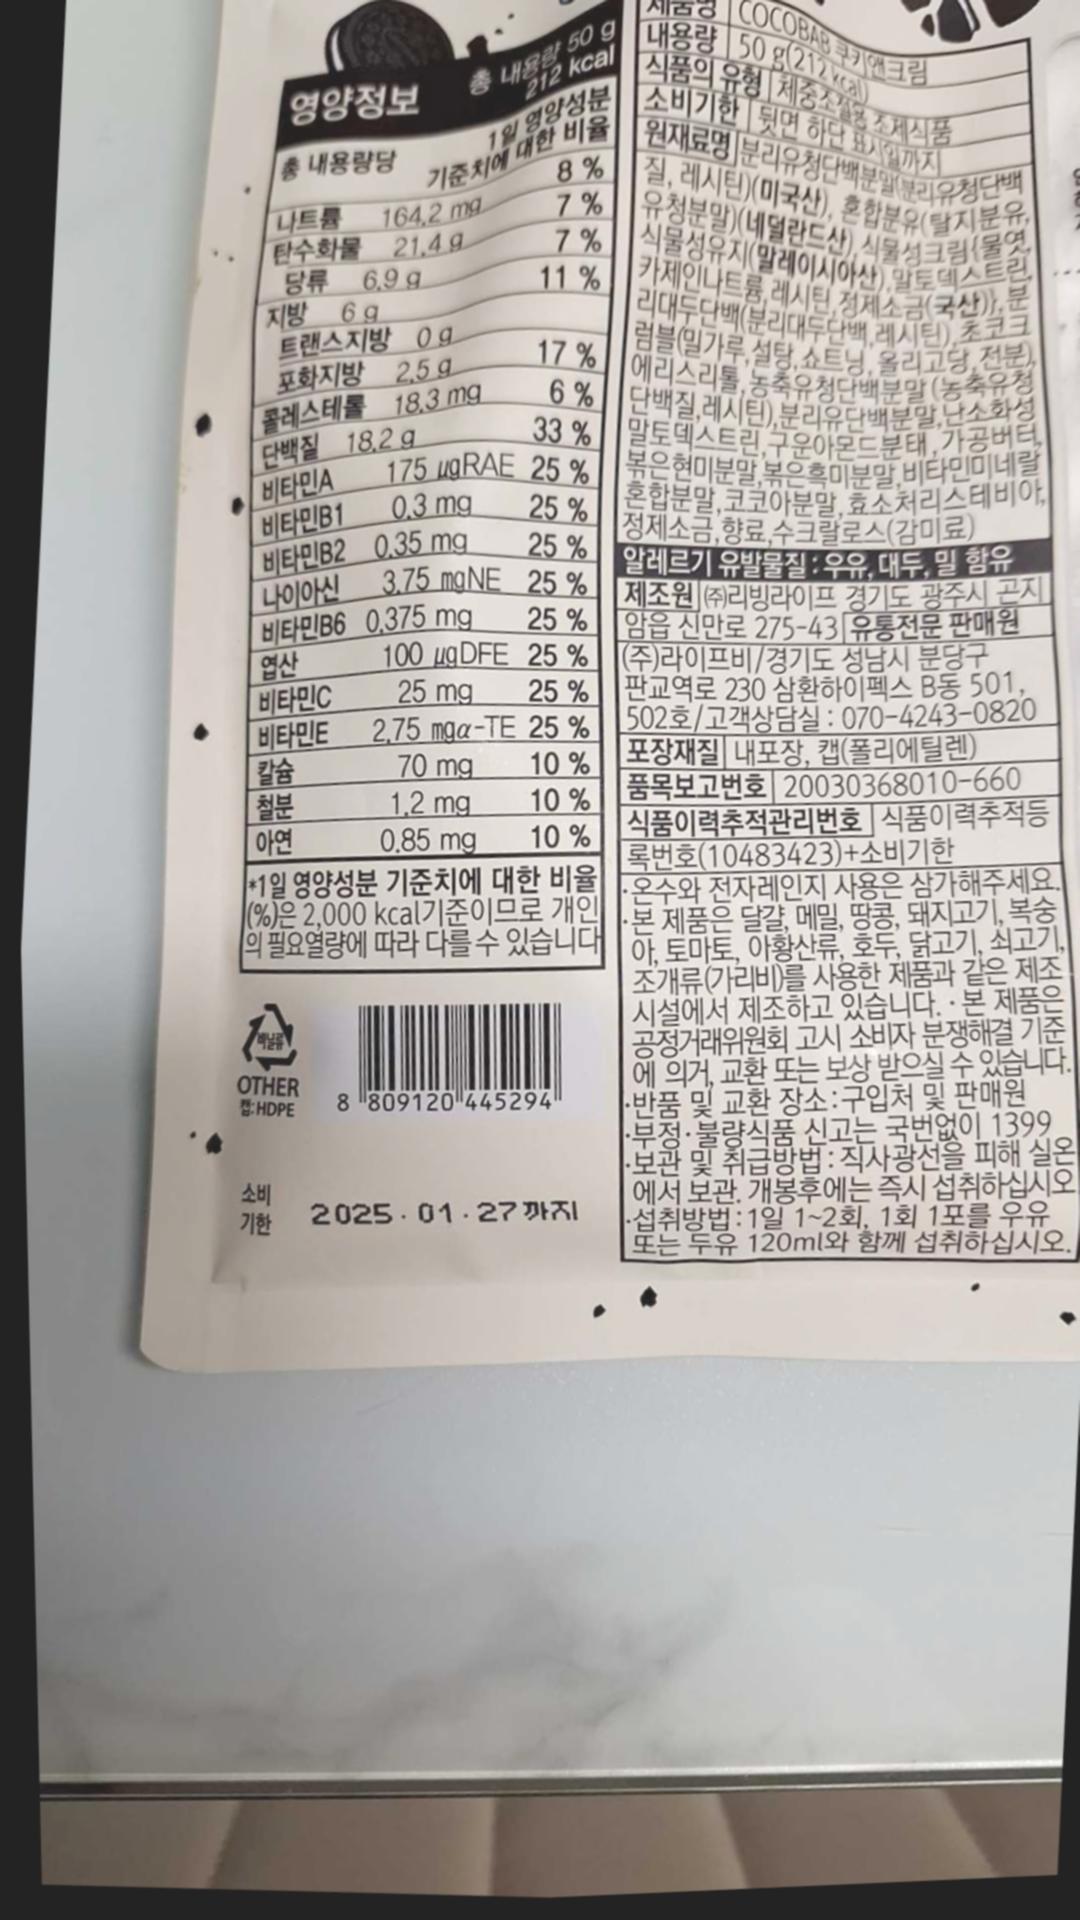 영양정보
총 내용량 50 g
212 kcal
총 내용량당
1일 영양성분
기준치에 대한 비율
나트륨 164.2 mg 8 %
탄수화물 21.4 g 7 %
당류 6.9 g 7 %
지방 6 g 11 %
트랜스지방 0 g
포화지방 2.5 g 17 %
콜레스테롤 18.3 mg 6 %
단백질 18.2 g 33 %
비타민A 175 μgRAE 25 %
비타민B1 0.3 mg 25 %
비타민B2 0.35 mg 25 %
나이아신 3.75 mgNE 25 %
비타민B6 0.375 mg 25 %
엽산 100 μgDFE 25 %
비타민C 25 mg 25 %
비타민E 2.75 mgα-TE 25 %
칼슘 70 mg 10 %
철분 1.2 mg 10 %
아연 0.85 mg 10 %
*1일 영양성분 기준치에 대한 비율
(%)은 2,000 kcal기준이므로 개인
의 필요열량에 따라 다를 수 있습니다
비닐류
OTHER
캡:HDPE
8 809120 445294
소비
기한
2025.01.27까지
제품명 COCOBAB 쿠키앤크림
내용량 50 g(212 kcal)
식품의 유형 체중조절용 조제식품
소비기한 뒷면 하단 표시일까지
원재료명 분리유청단백분말(분리유청단백
질, 레시틴)(미국산), 혼합분유(탈지분유,
유청분말)(네덜란드산), 식물성크림{물엿,
식물성유지(말레이시아산), 말토덱스트린,
카제인나트륨, 레시틴, 정제소금(국산)}, 분
리대두단백(분리대두단백, 레시틴), 초코크
럼블(밀가루, 설탕, 쇼트닝, 올리고당, 전분),
에리스리톨, 농축유청단백분말(농축유청
단백질, 레시틴), 분리유단백분말, 난소화성
말토덱스트린, 구운아몬드분태, 가공버터,
볶은현미분말, 볶은흑미분말, 비타민미네랄
혼합분말, 코코아분말, 효소처리스테비아,
정제소금, 향료, 수크랄로스(감미료)
알레르기 유발물질 : 우유, 대두, 밀 함유
제조원 (주)리빙라이프 경기도 광주시 곤지
암읍 신만로 275-43 유통전문 판매원
(주)라이프비/경기도 성남시 분당구
판교역로 230 삼환하이펙스 B동 501,
502호/고객상담실 : 070-4243-0820
포장재질 내포장, 캡(폴리에틸렌)
품목보고번호 20030368010-660
식품이력추적관리번호 식품이력추적등
록번호(10483423)+소비기한
·온수와 전자레인지 사용은 삼가해주세요.
·본 제품은 달걀, 메밀, 땅콩, 돼지고기, 복숭
아, 토마토, 아황산류, 호두, 닭고기, 쇠고기,
조개류(가리비)를 사용한 제품과 같은 제조
시설에서 제조하고 있습니다. ·본 제품은
공정거래위원회 고시 소비자 분쟁해결 기준
에 의거, 교환 또는 보상 받으실 수 있습니다.
·반품 및 교환 장소 : 구입처 및 판매원
·부정·불량식품 신고는 국번없이 1399
·보관 및 취급방법 : 직사광선을 피해 실온
에서 보관. 개봉후에는 즉시 섭취하십시오
·섭취방법 : 1일 1~2회, 1회 1포를 우유
또는 두유 120ml와 함께 섭취하십시오.